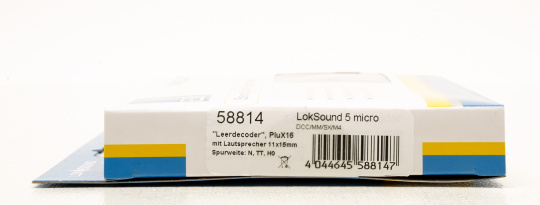 58814
LokSound 5 micro
DCC/MM/SX/M4
"Leerdecoder", PluX16
mit Lautsprecher 11x15mm
Spurweite: N, TT, H0
4 044645 588147